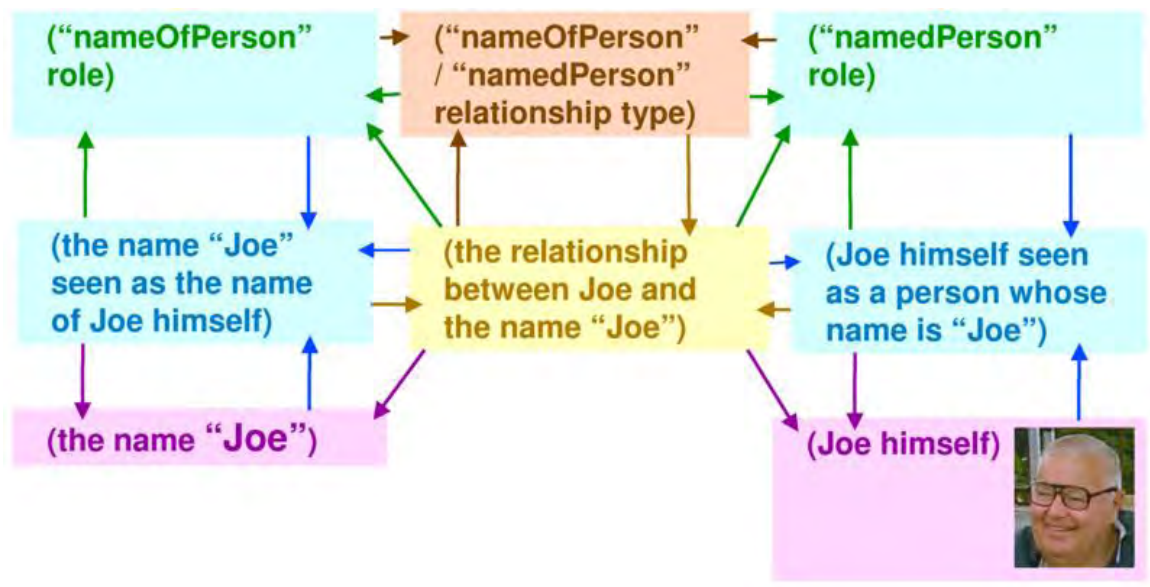 (“nameOfPerson”
role)
(“nameOfPerson”
/ “namedPerson”
relationship type)
(“namedPerson”
role)
(the name “Joe”
seen as the name
of Joe himself)
(the relationship
between Joe and
the name “Joe”)
(Joe himself seen
as a person whose
name is “Joe”)
(the name “Joe”)
(Joe himself)